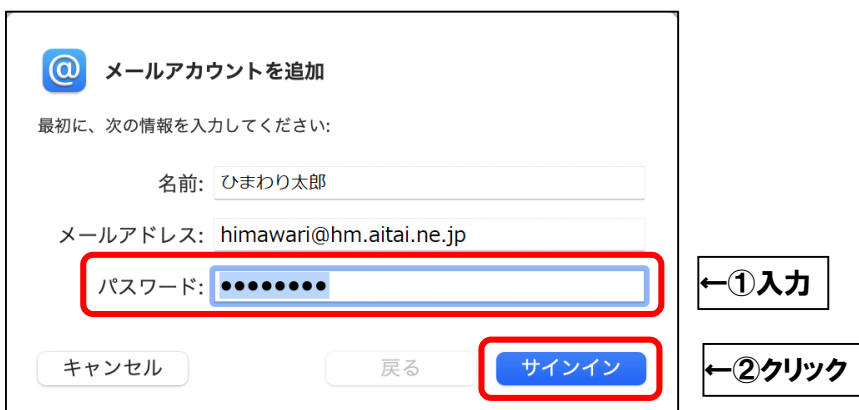 @ メールアカウントを追加
最初に、次の情報を入力してください:
名前: ひまわり太郎
メールアドレス: himawari@hm.aitai.ne.jp
パスワード: ●●●●●●●●
←①入力
キャンセル 戻る サインイン
←②クリック